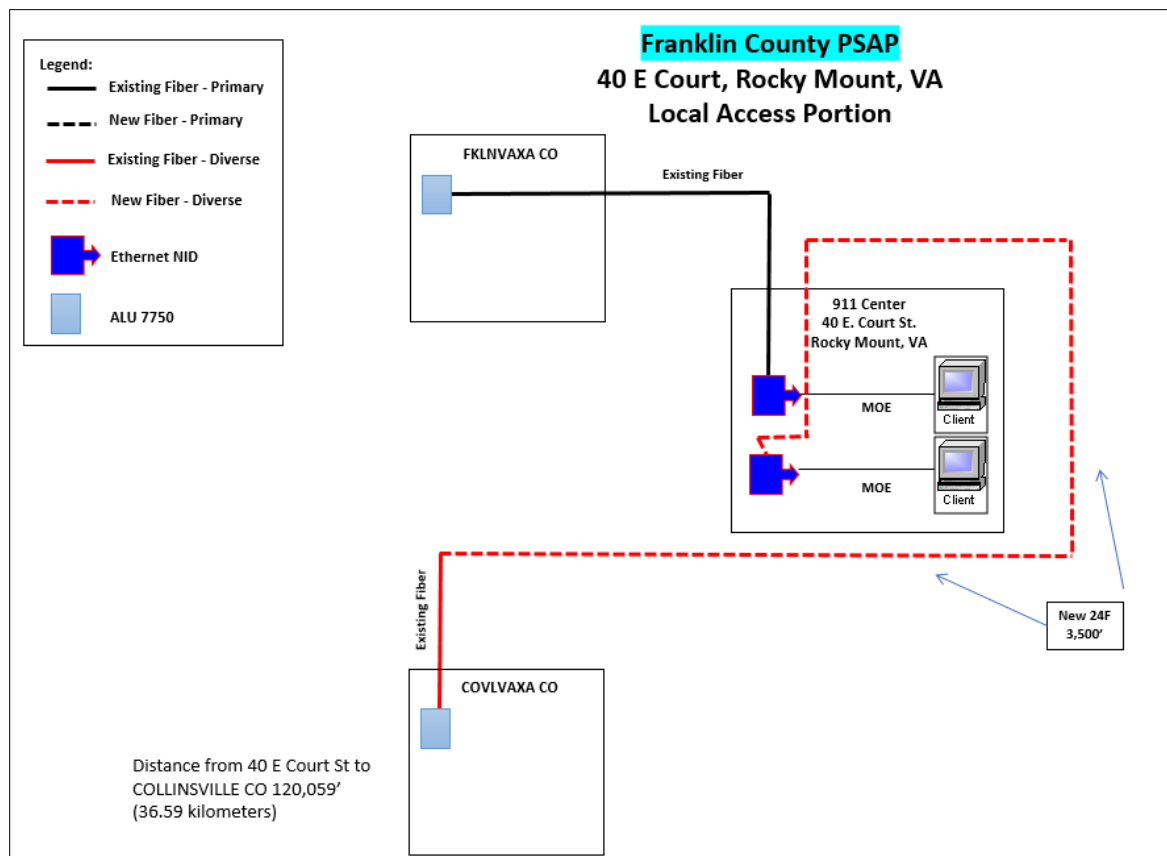 Franklin County PSAP
40 E Court, Rocky Mount, VA
Local Access Portion
Legend:
Existing Fiber - Primary
New Fiber - Primary
Existing Fiber - Diverse
New Fiber - Diverse
Ethernet NID
ALU 7750
FKLNVAXA CO
Existing Fiber
911 Center
40 E. Court St.
Rocky Mount, VA
MOE
Client
MOE
Client
Existing Fiber
New 24F
3,500’
COVLVAXA CO
Distance from 40 E Court St to
COLLINSVILLE CO 120,059’
(36.59 kilometers)